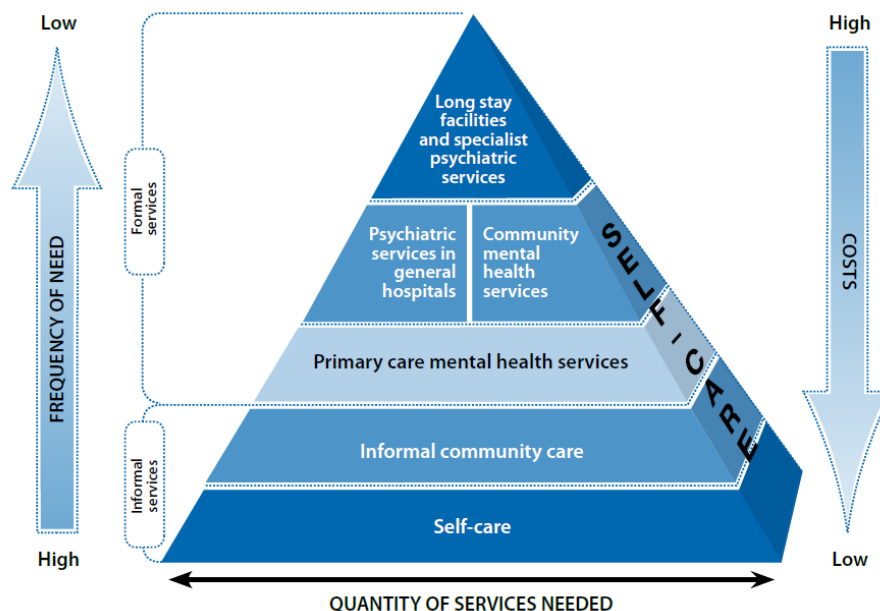 Low
High
Long stay
facilities
and specialist
psychiatric
services
Formal
services
FREQUENCY OF NEED
Psychiatric
services in
general
hospitals
Community
mental
health
services
SELF-CARE
COSTS
Primary care mental health services
Informal
services
Informal community care
Self-care
High
Low
QUANTITY OF SERVICES NEEDED